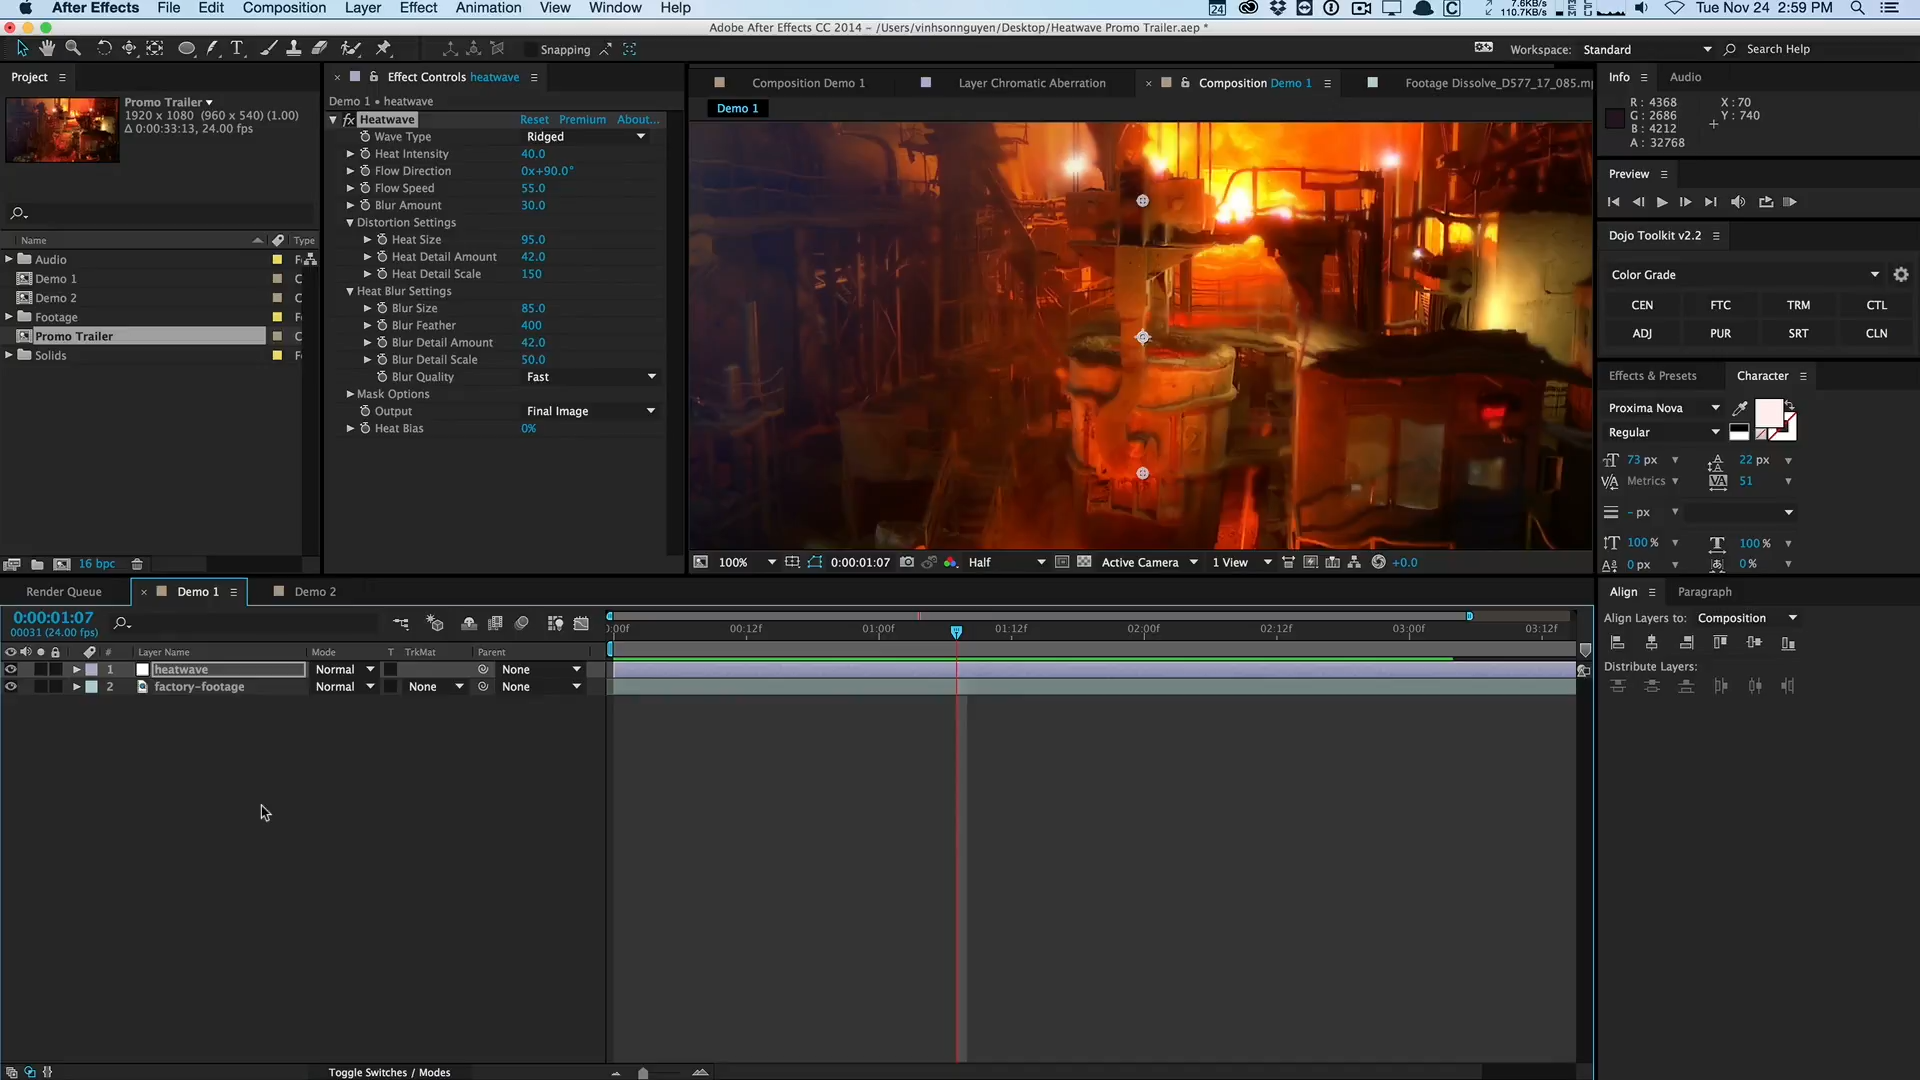 After Effects File Edit Composition Layer Effect Animation View Window Help
24 7.6KB/s 110.7KB/s Tue Nov 24 2:59 PM
Adobe After Effects CC 2014 – /Users/vinhsonnguyen/Desktop/Heatwave Promo Trailer.aep *
Snapping Workspace: Standard Search Help
Project
Promo Trailer
1920 x 1080 (960 x 540) (1.00)
Δ 0:00:33:13, 24.00 fps
Name Type
Audio
Demo 1
Demo 2
Footage
Promo Trailer
Solids
16 bpc
Effect Controls heatwave
Demo 1 • heatwave
fx Heatwave Reset Premium About...
Wave Type Ridged
Heat Intensity 40.0
Flow Direction 0x+90.0°
Flow Speed 55.0
Blur Amount 30.0
Distortion Settings
Heat Size 95.0
Heat Detail Amount 42.0
Heat Detail Scale 150
Heat Blur Settings
Blur Size 85.0
Blur Feather 400
Blur Detail Amount 42.0
Blur Detail Scale 50.0
Blur Quality Fast
Mask Options
Output Final Image
Heat Bias 0%
Composition Demo 1 Layer Chromatic Aberration Composition Demo 1 Footage Dissolve_D577_17_085.m
Demo 1
100% 0:00:01:07 Half Active Camera 1 View +0.0
Info Audio
R: 4368 X: 70
G: 2686 Y: 740
B: 4212
A: 32768
Preview
Dojo Toolkit v2.2
Color Grade
CEN FTC TRM CTL
ADJ PUR SRT CLN
Effects & Presets Character
Proxima Nova
Regular
73 px 22 px
Metrics 51
- px
100% 100%
0 px 0%
Align Paragraph
Align Layers to: Composition
Distribute Layers:
Render Queue Demo 1 Demo 2
0:00:01:07
00031 (24.00 fps)
:00f 00:12f 01:00f 01:12f 02:00f 02:12f 03:00f 03:12f
# Layer Name Mode T TrkMat Parent
1 heatwave Normal None
2 factory-footage Normal None None
Toggle Switches / Modes